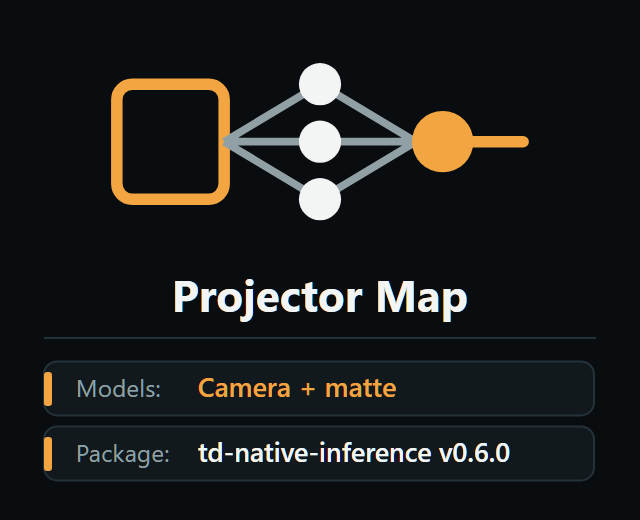 Projector Map
Models: Camera + matte
Package: td-native-inference v0.6.0